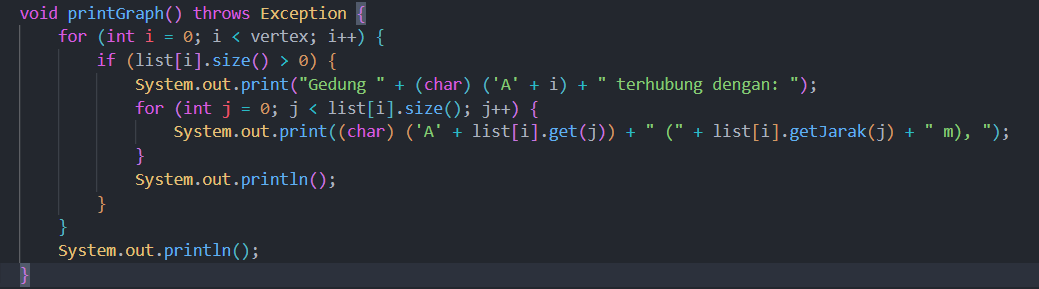 void printGraph() throws Exception {
    for (int i = 0; i < vertex; i++) {
        if (list[i].size() > 0) {
            System.out.print("Gedung " + (char) ('A' + i) + " terhubung dengan: ");
            for (int j = 0; j < list[i].size(); j++) {
                System.out.print((char) ('A' + list[i].get(j)) + " (" + list[i].getJarak(j) + " m), ");
            }
            System.out.println();
        }
    }
    System.out.println();
}